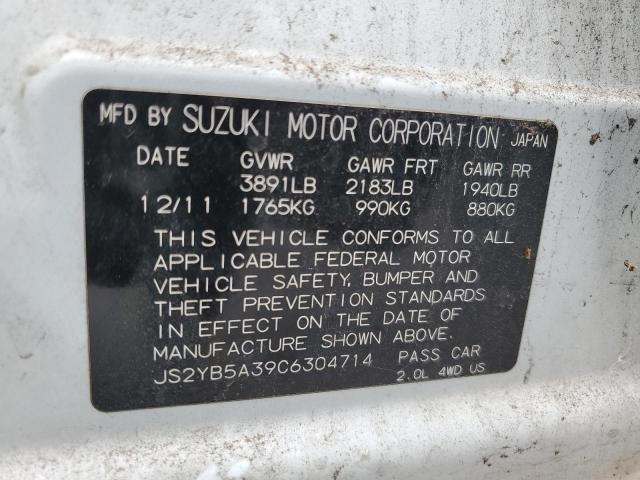 MFD BY SUZUKI MOTOR CORPORATION JAPAN
DATE GVWR GAWR FRT GAWR RR
3891LB 2183LB 1940LB
12/11 1765KG 990KG 880KG
THIS VEHICLE CONFORMS TO ALL
APPLICABLE FEDERAL MOTOR
VEHICLE SAFETY, BUMPER AND
THEFT PREVENTION STANDARDS
IN EFFECT ON THE DATE OF
MANUFACTURE SHOWN ABOVE.
JS2YB5A39C6304714 PASS CAR
2.0L 4WD US